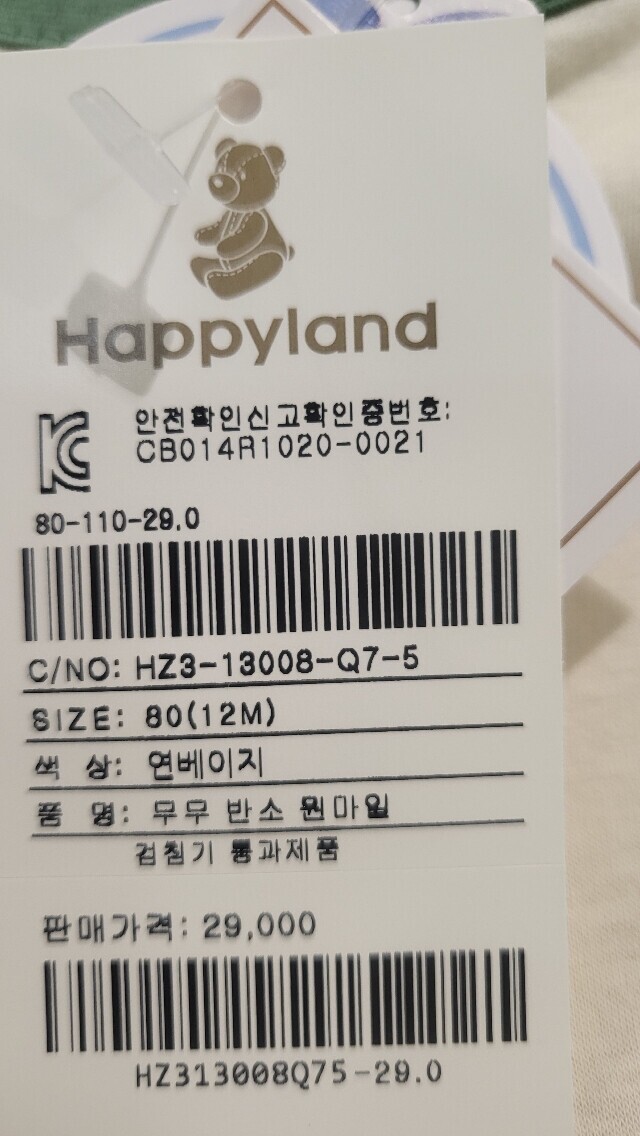 Happyland
안전확인신고확인증번호:
CB014R1020-0021
80-110-29.0
C/NO: HZ3-13008-Q7-5
SIZE: 80(12M)
색 상: 연베이지
품 명: 무무 반소 원마일
검침기 통과제품
판매가격: 29,000
HZ313008Q75-29.0